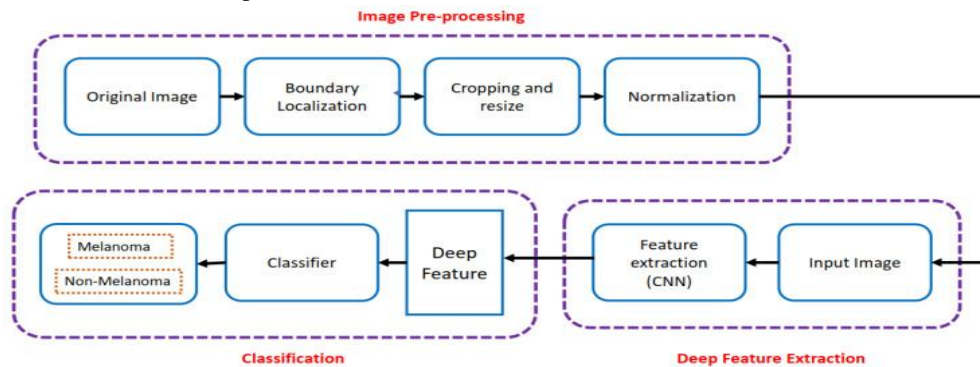 Image Pre-processing
Original Image
Boundary
Localization
Cropping and
resize
Normalization
Melanoma
Non-Melanoma
Classifier
Deep
Feature
Feature
extraction
(CNN)
Input Image
Classification
Deep Feature Extraction